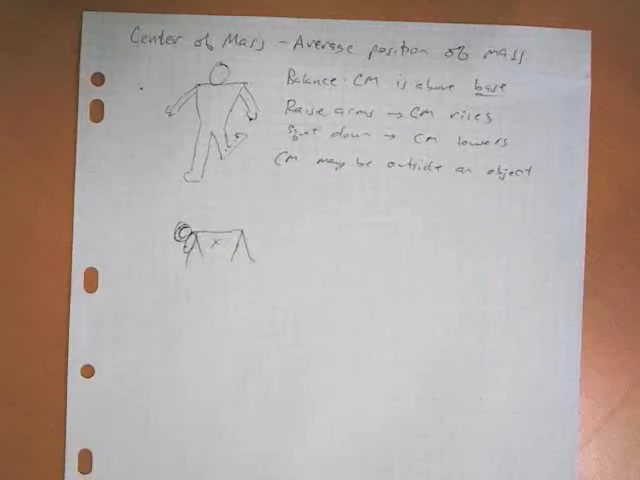 Center of Mass - Average position of mass
Balance - CM is above base
Raise arms → CM rises
Squat down → CM lowers
CM may be outside an object
x